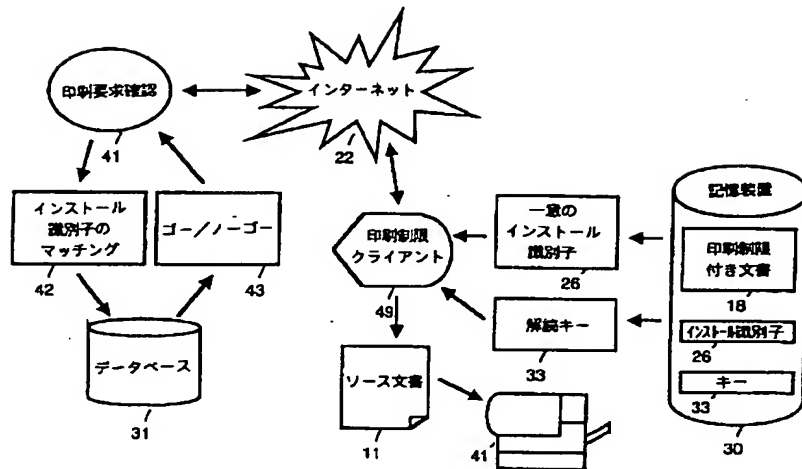 印刷要求確認
41
インターネット
22
インストール
識別子の
マッチング
42
ゴー/ノーゴー
43
データベース
31
印刷制限
クライアント
49
一意の
インストール
識別子
26
解読キー
33
ソース文書
11
41
記憶装置
印刷制限
付き文書
18
インストール識別子
26
キー
33
30